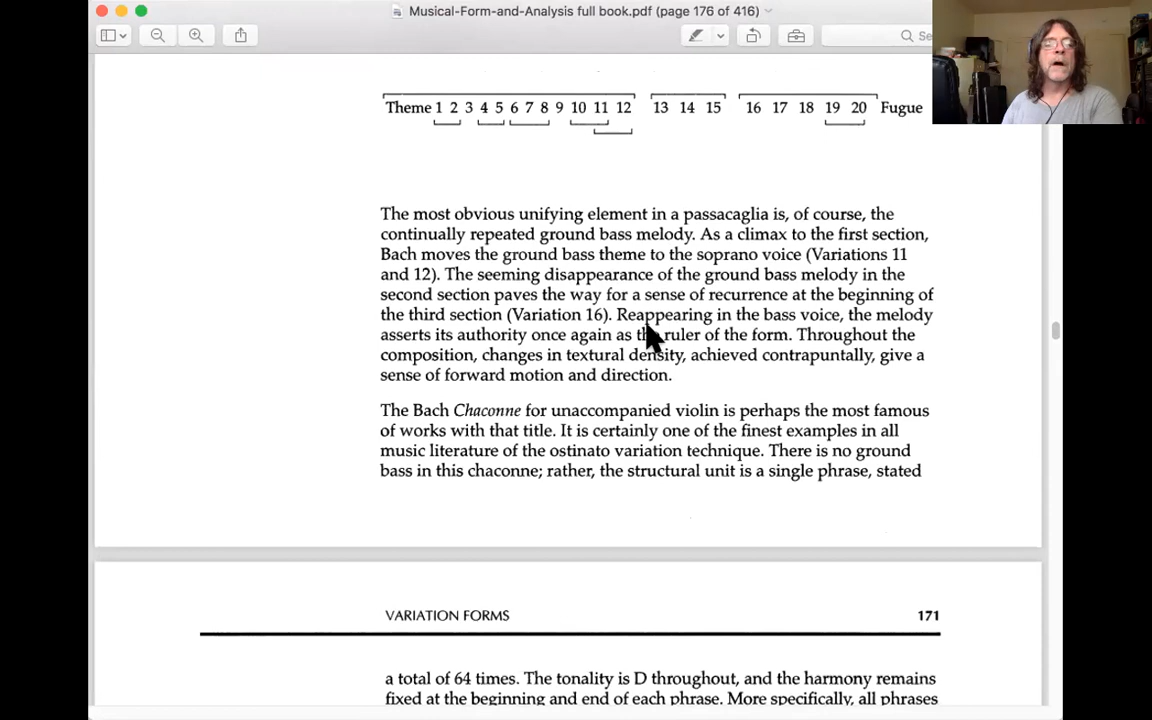 Musical-Form-and-Analysis full book.pdf (page 176 of 416)
Theme 1 2 3 4 5 6 7 8 9 10 11 12 13 14 15 16 17 18 19 20 Fugue
The most obvious unifying element in a passacaglia is, of course, the
continually repeated ground bass melody. As a climax to the first section,
Bach moves the ground bass theme to the soprano voice (Variations 11
and 12). The seeming disappearance of the ground bass melody in the
second section paves the way for a sense of recurrence at the beginning of
the third section (Variation 16). Reappearing in the bass voice, the melody
asserts its authority once again as the ruler of the form. Throughout the
composition, changes in textural density, achieved contrapuntally, give a
sense of forward motion and direction.
The Bach Chaconne for unaccompanied violin is perhaps the most famous
of works with that title. It is certainly one of the finest examples in all
music literature of the ostinato variation technique. There is no ground
bass in this chaconne; rather, the structural unit is a single phrase, stated
VARIATION FORMS 171
a total of 64 times. The tonality is D throughout, and the harmony remains
fixed at the beginning and end of each phrase. More specifically, all phrases